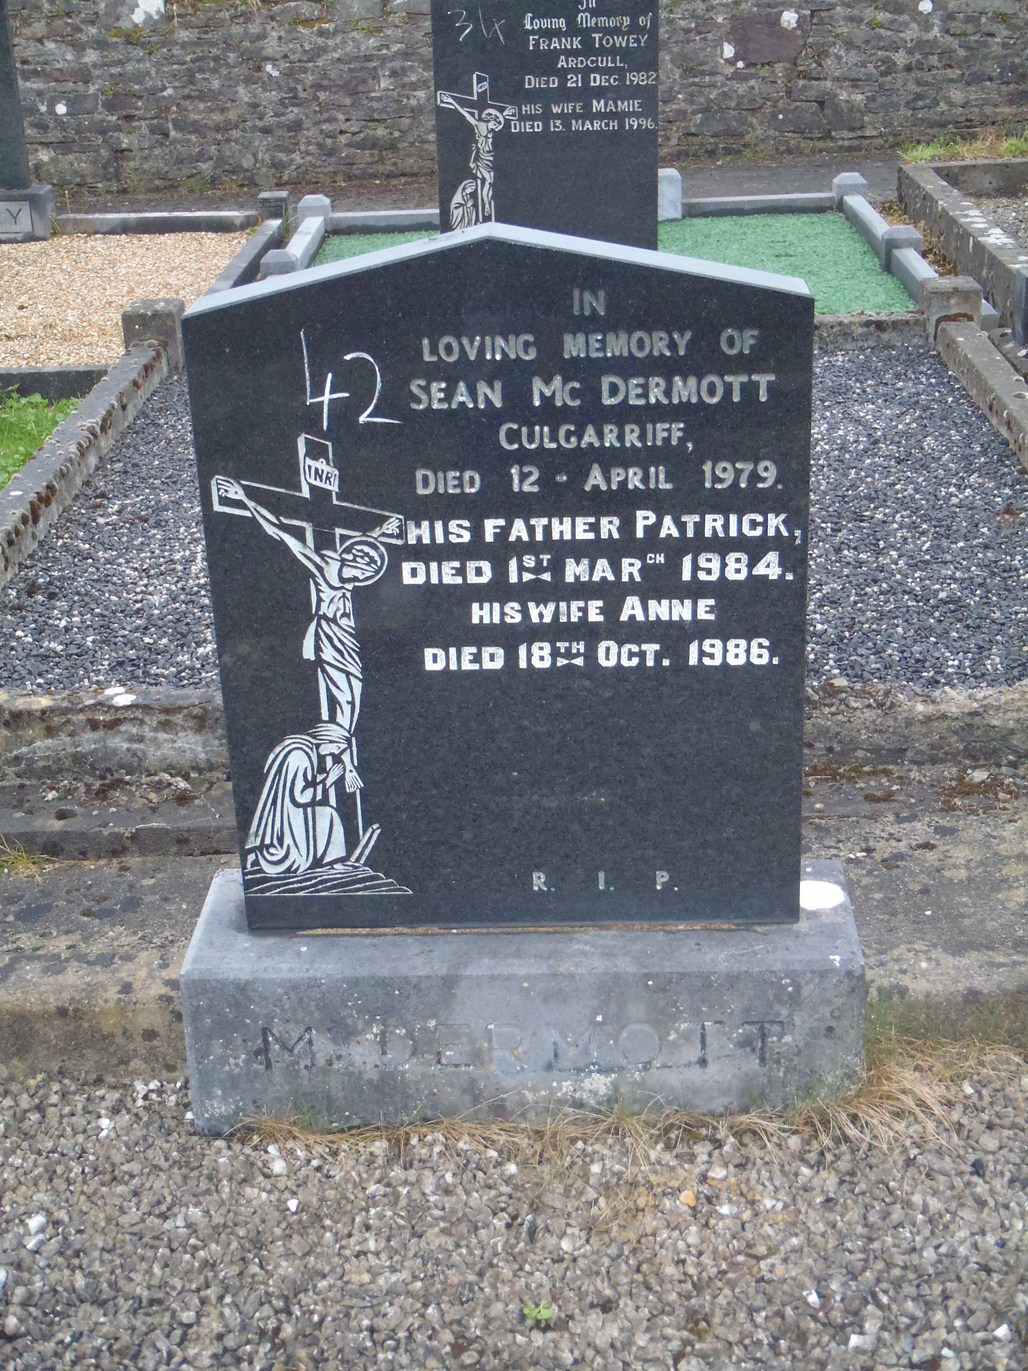 34
In
Loving Memory of
FRANK TOWEY
ARDCULL,
DIED 21 DEC. 1982
HIS WIFE MAMIE
DIED 13. MARCH 1996.
Y
IN
LOVING MEMORY OF
SEAN MC DERMOTT
CULGARRIFF,
DIED 12 - APRIL 1979.
HIS FATHER PATRICK,
DIED 1ST MARCH 1984.
HIS WIFE ANNE
DIED 18TH OCT. 1986.
42
INRI
R. I. P.
MCDERMOTT